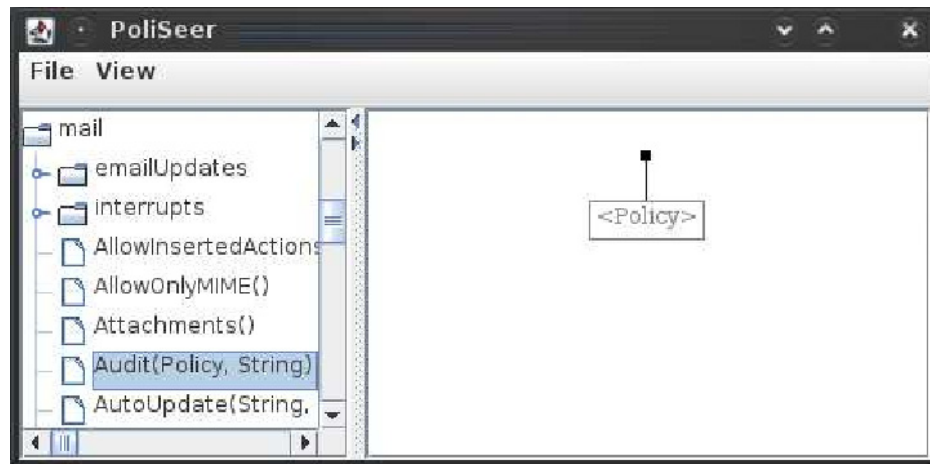 PoliSeer
File View
mail
emailUpdates
interrupts
AllowInsertedActions
AllowOnlyMIME()
Attachments()
Audit(Policy, String)
AutoUpdate(String,
<Policy>